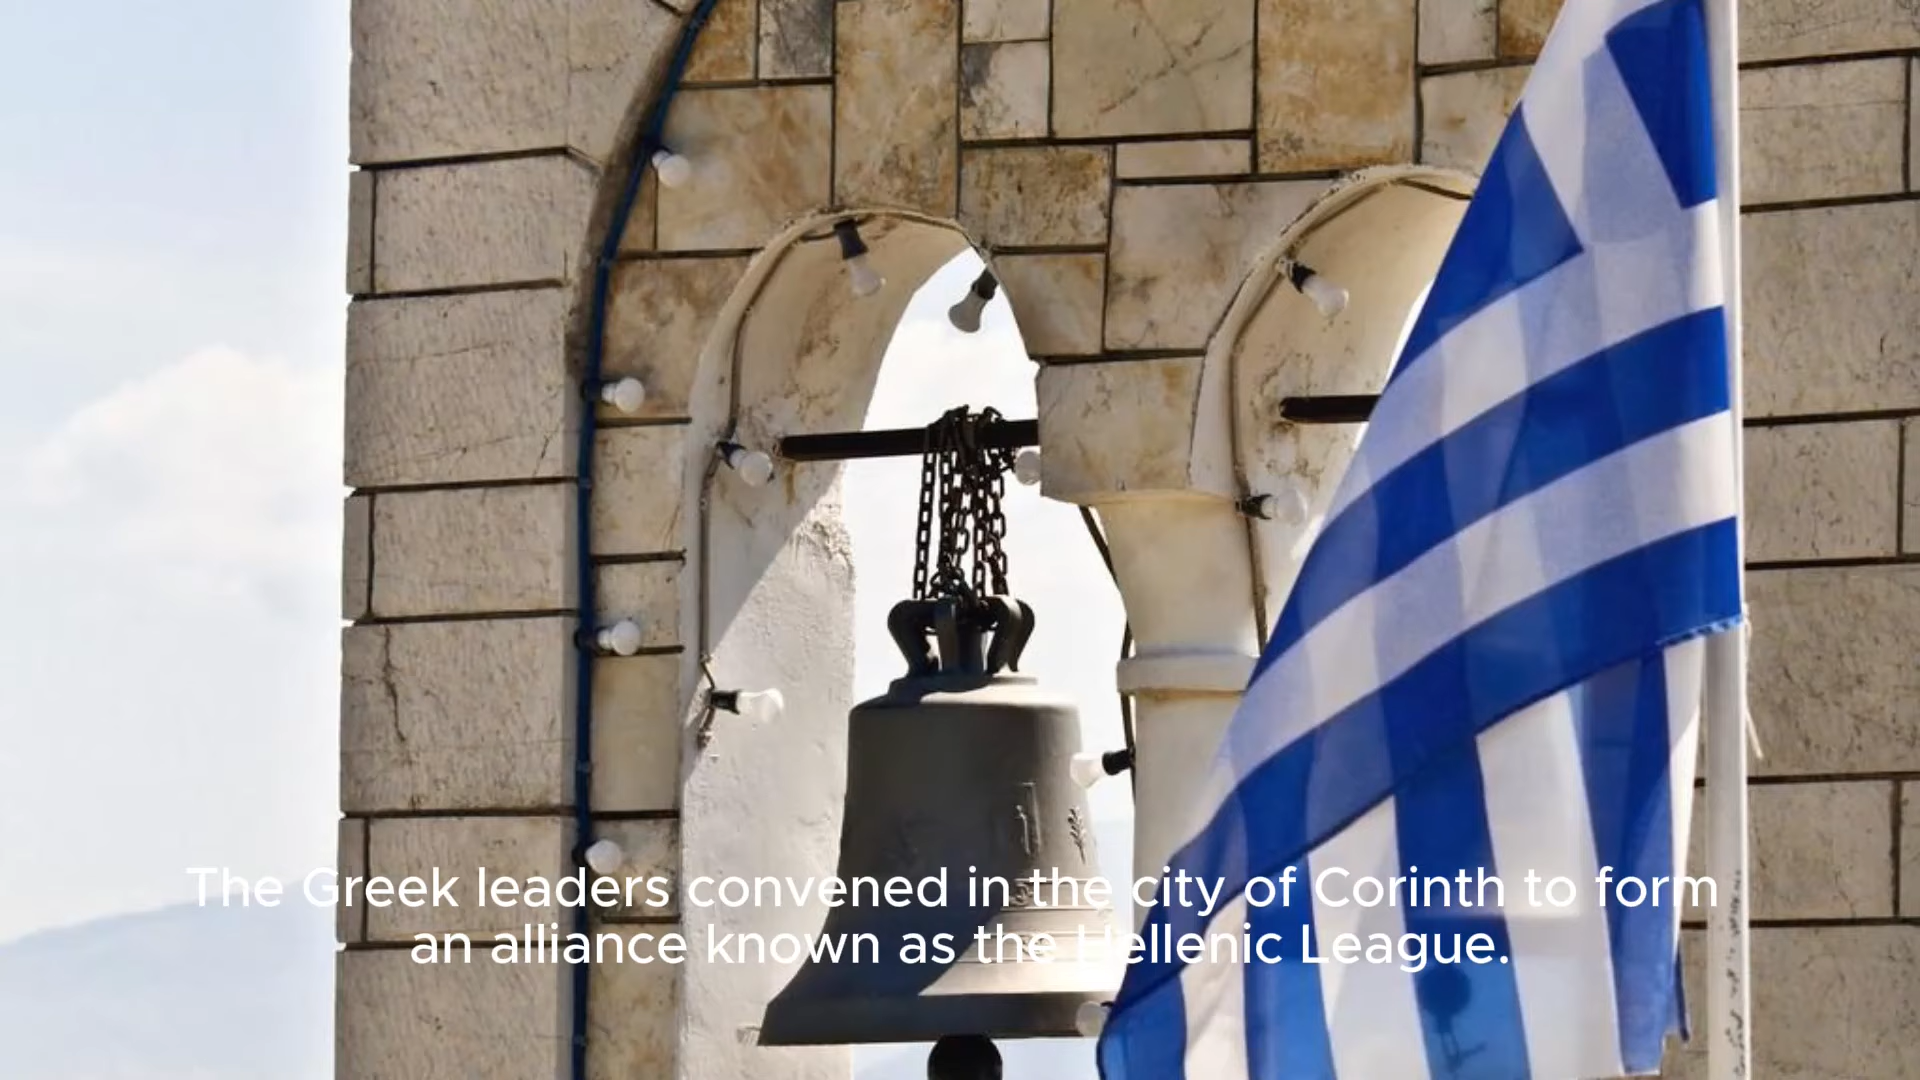 The Greek leaders convened in the city of Corinth to form
an alliance known as the Hellenic League.